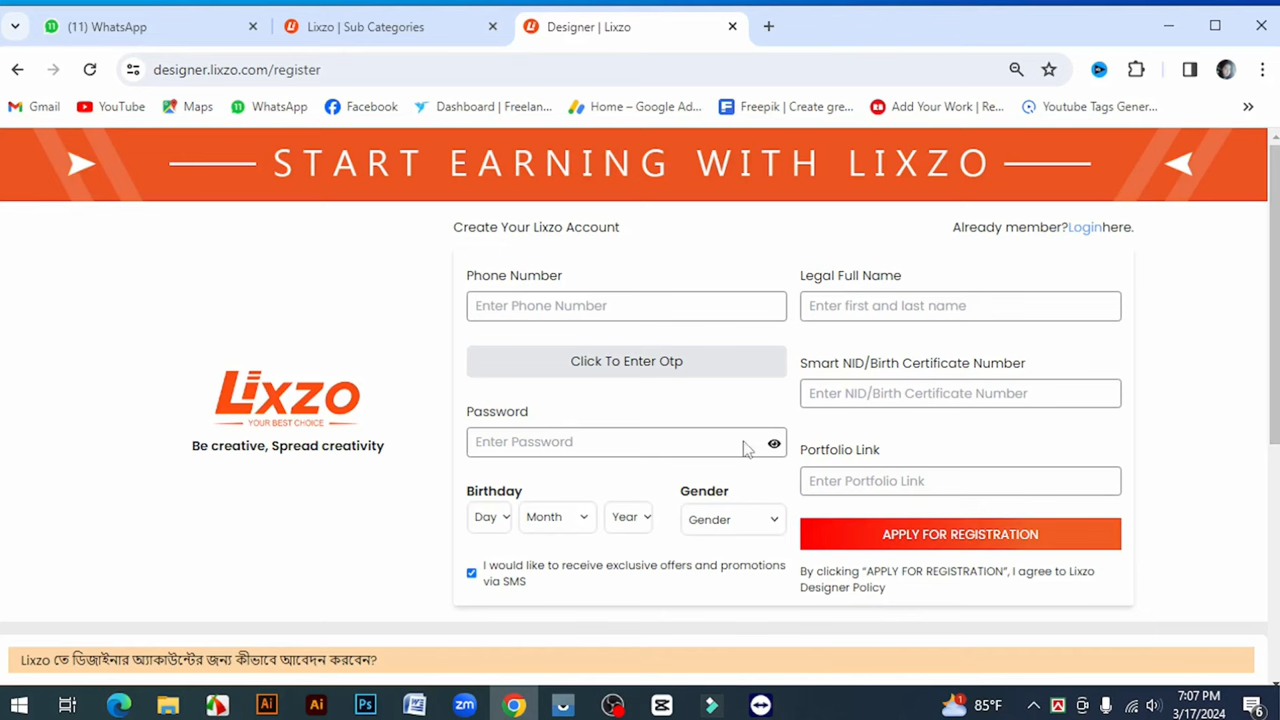 (11) WhatsApp
Lixzo | Sub Categories
Designer | Lixzo
designer.lixzo.com/register
Gmail
YouTube
Maps
WhatsApp
Facebook
Dashboard | Freelan...
Home – Google Ad...
Freepik | Create gre...
Add Your Work | Re...
Youtube Tags Gener...
START EARNING WITH LIXZO
Create Your Lixzo Account
Already member?Loginhere.
Phone Number
Enter Phone Number
Click To Enter Otp
Password
Enter Password
Birthday
Day
Month
Year
Gender
Gender
I would like to receive exclusive offers and promotions
via SMS
Legal Full Name
Enter first and last name
Smart NID/Birth Certificate Number
Enter NID/Birth Certificate Number
Portfolio Link
Enter Portfolio Link
APPLY FOR REGISTRATION
By clicking “APPLY FOR REGISTRATION”, I agree to Lixzo
Designer Policy
Lixzo
YOUR BEST CHOICE
Be creative, Spread creativity
Lixzo তে ডিজাইনার অ্যাকাউন্টের জন্য কীভাবে আবেদন করবেন?
85°F
7:07 PM
3/17/2024
6